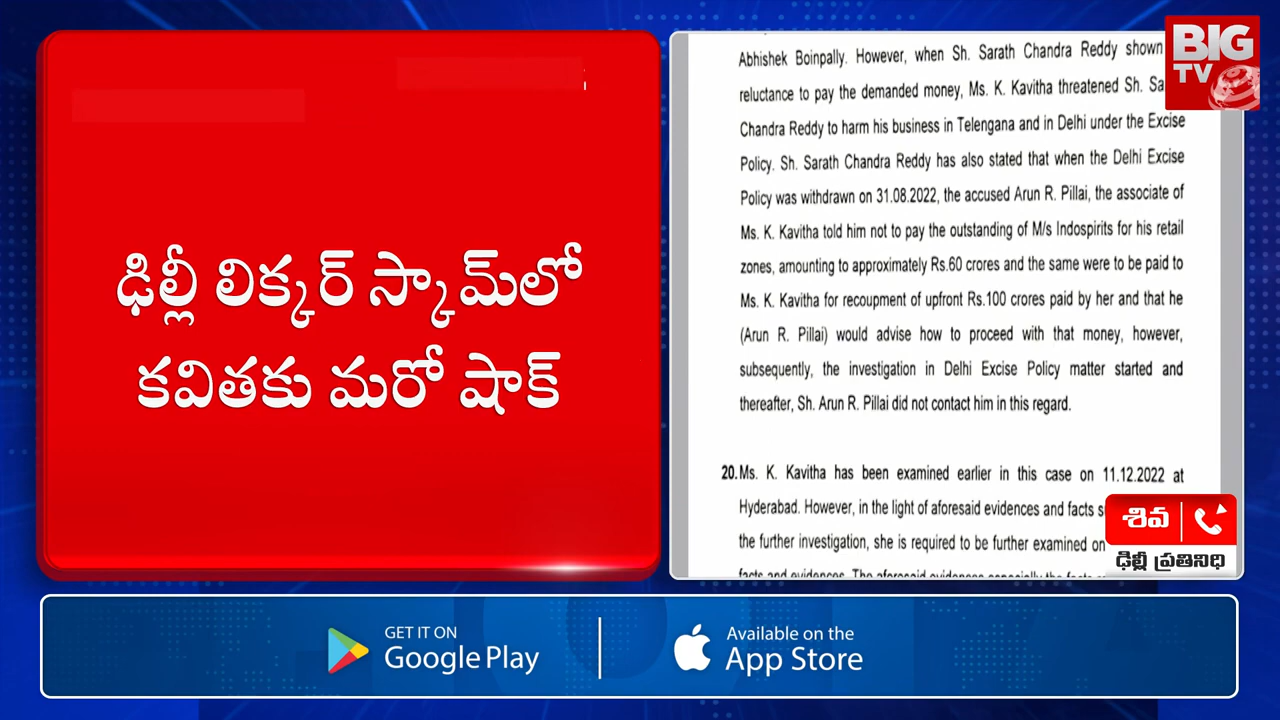 BIG
TV
ఢిల్లీ లిక్కర్ స్కామ్‌లో
కవితకు మరో షాక్
Abhishek Boinpally. However, when Sh. Sarath Chandra Reddy shown
reluctance to pay the demanded money, Ms. K. Kavitha threatened Sh.
Chandra Reddy to harm his business in Telengana and in Delhi under the Excise
Policy. Sh. Sarath Chandra Reddy has also stated that when the Delhi Excise
Policy was withdrawn on 31.08.2022, the accused Arun R. Pillai, the associate of
Ms. K. Kavitha told him not to pay the outstanding of M/s Indospirits for his retail
zones, amounting to approximately Rs.60 crores and the same were to be paid to
Ms. K. Kavitha for recoupment of upfront Rs.100 crores paid by her and that he
(Arun R. Pillai) would advise how to proceed with that money, however,
subsequently, the investigation in Delhi Excise Policy matter started and
thereafter, Sh. Arun R. Pillai did not contact him in this regard.
20. Ms. K. Kavitha has been examined earlier in this case on 11.12.2022 at
Hyderabad. However, in the light of aforesaid evidences and facts
the further investigation, she is required to be further examined on
facts and evidences. The aforesaid evidences especially the facts
శివ
ఢిల్లీ ప్రతినిధి
GET IT ON
Google Play
Available on the
App Store